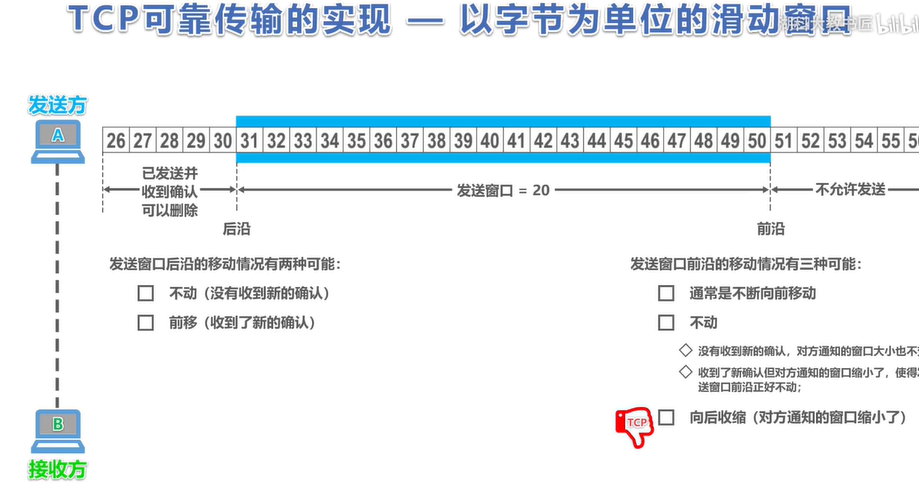 TCP可靠传输的实现 — 以字节为单位的滑动窗口
发送方
A
26 27 28 29 30 31 32 33 34 35 36 37 38 39 40 41 42 43 44 45 46 47 48 49 50 51 52 53 54 55
已发送并
收到确认
可以删除
发送窗口 = 20
不允许发送
后沿
前沿
发送窗口后沿的移动情况有两种可能：
不动（没有收到新的确认）
前移（收到了新的确认）
发送窗口前沿的移动情况有三种可能：
通常是不断向前移动
不动
没有收到新的确认，对方通知的窗口大小也不
收到了新确认但对方通知的窗口缩小了，使得
送窗口前沿正好不动；
TCP
向后收缩（对方通知的窗口缩小了）
B
接收方